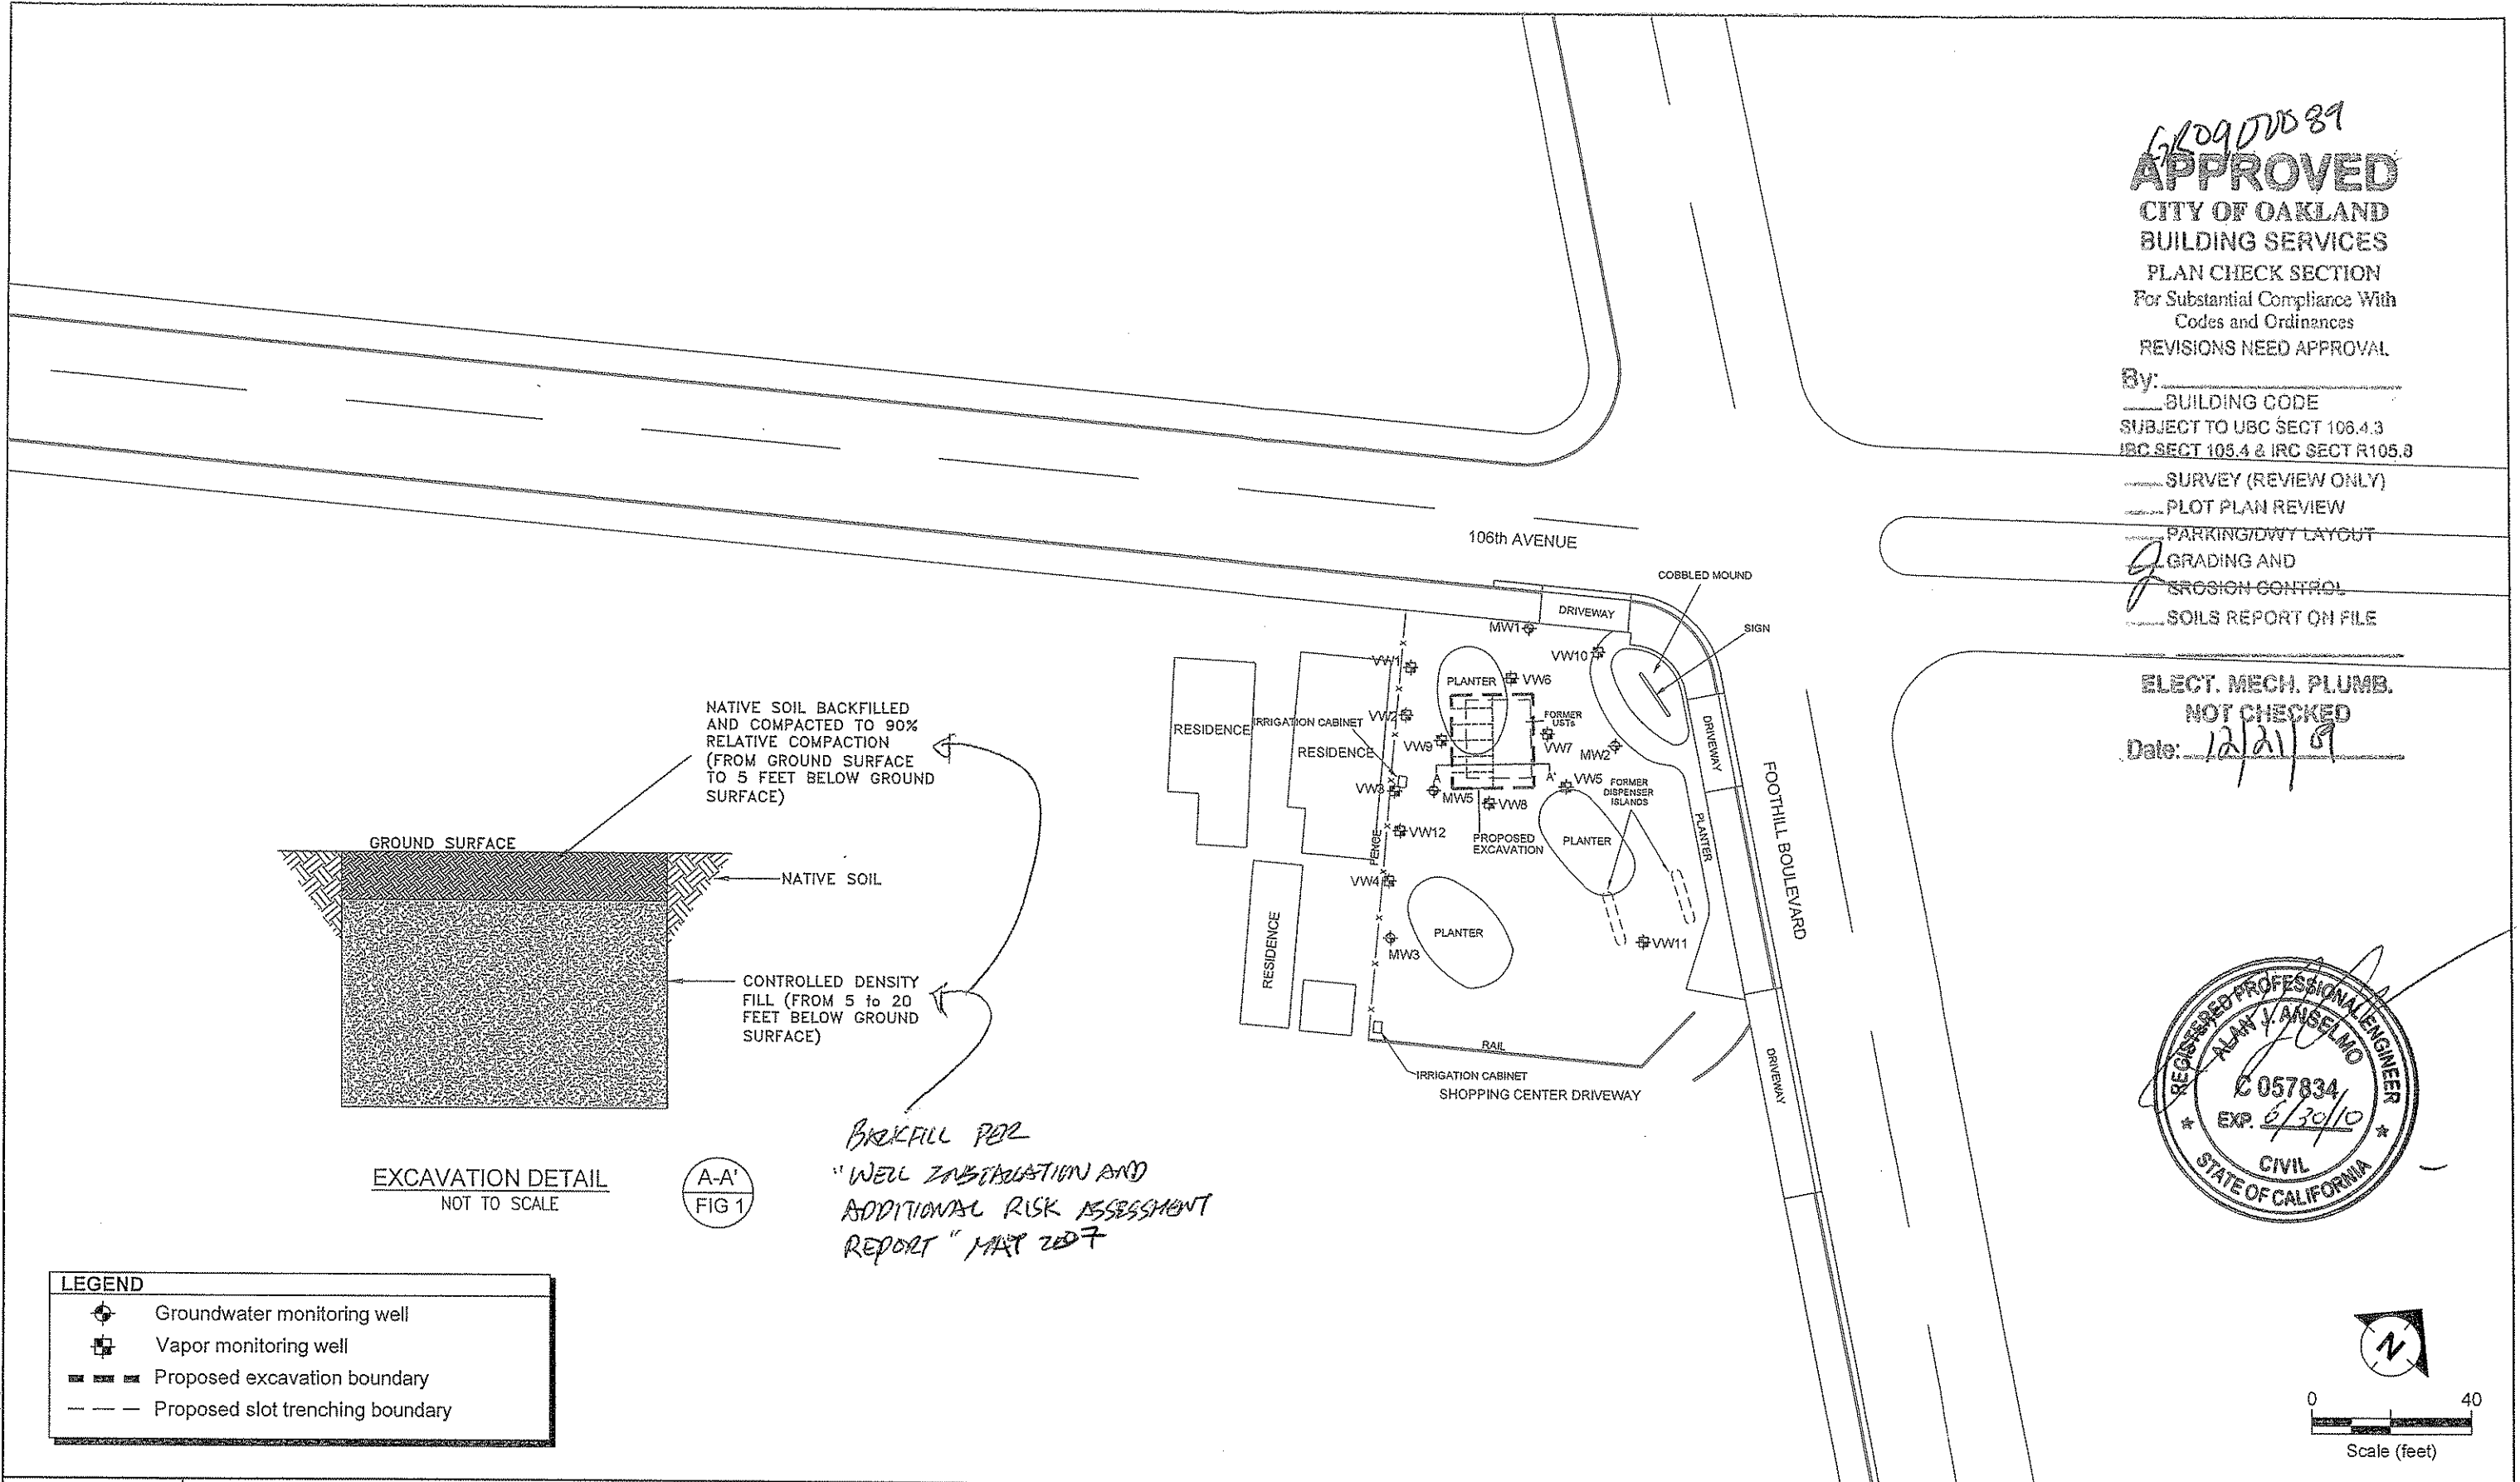 GR0900089
APPROVED
CITY OF OAKLAND
BUILDING SERVICES
PLAN CHECK SECTION
For Substantial Compliance With
Codes and Ordinances
REVISIONS NEED APPROVAL
By:
BUILDING CODE
SUBJECT TO UBC SECT 106.4.3
IBC SECT 105.4 & IRC SECT R105.8
SURVEY (REVIEW ONLY)
PLOT PLAN REVIEW
PARKING/DWY LAYOUT
GRADING AND
EROSION CONTROL
SOILS REPORT ON FILE
ELECT. MECH. PLUMB.
NOT CHECKED
Date: 12/21/09
106th AVENUE
COBBLED MOUND
DRIVEWAY
SIGN
MW1
VW10
VW1
PLANTER
VW6
RESIDENCE
IRRIGATION CABINET
RESIDENCE
VW2
FORMER
USTs
VW9
VW7
MW2
DRIVEWAY
A
A'
VW5
FORMER
DISPENSER
ISLANDS
VW3
MW5
VW8
PLANTER
FOOTHILL BOULEVARD
VW12
FENCE
PROPOSED
EXCAVATION
PLANTER
VW4
RESIDENCE
PLANTER
VW11
MW3
RAIL
IRRIGATION CABINET
SHOPPING CENTER DRIVEWAY
DRIVEWAY
NATIVE SOIL BACKFILLED
AND COMPACTED TO 90%
RELATIVE COMPACTION
(FROM GROUND SURFACE
TO 5 FEET BELOW GROUND
SURFACE)
GROUND SURFACE
NATIVE SOIL
CONTROLLED DENSITY
FILL (FROM 5 to 20
FEET BELOW GROUND
SURFACE)
EXCAVATION DETAIL
NOT TO SCALE
A-A'
FIG 1
BACKFILL PER
"WELL INSTALLATION AND
ADDITIONAL RISK ASSESSMENT
REPORT" MAY 2007
REGISTERED PROFESSIONAL ENGINEER
ALAN J. ANSELMO
C 057834
EXP. 6/30/10
CIVIL
STATE OF CALIFORNIA
LEGEND
Groundwater monitoring well
Vapor monitoring well
Proposed excavation boundary
Proposed slot trenching boundary
N
0 40
Scale (feet)